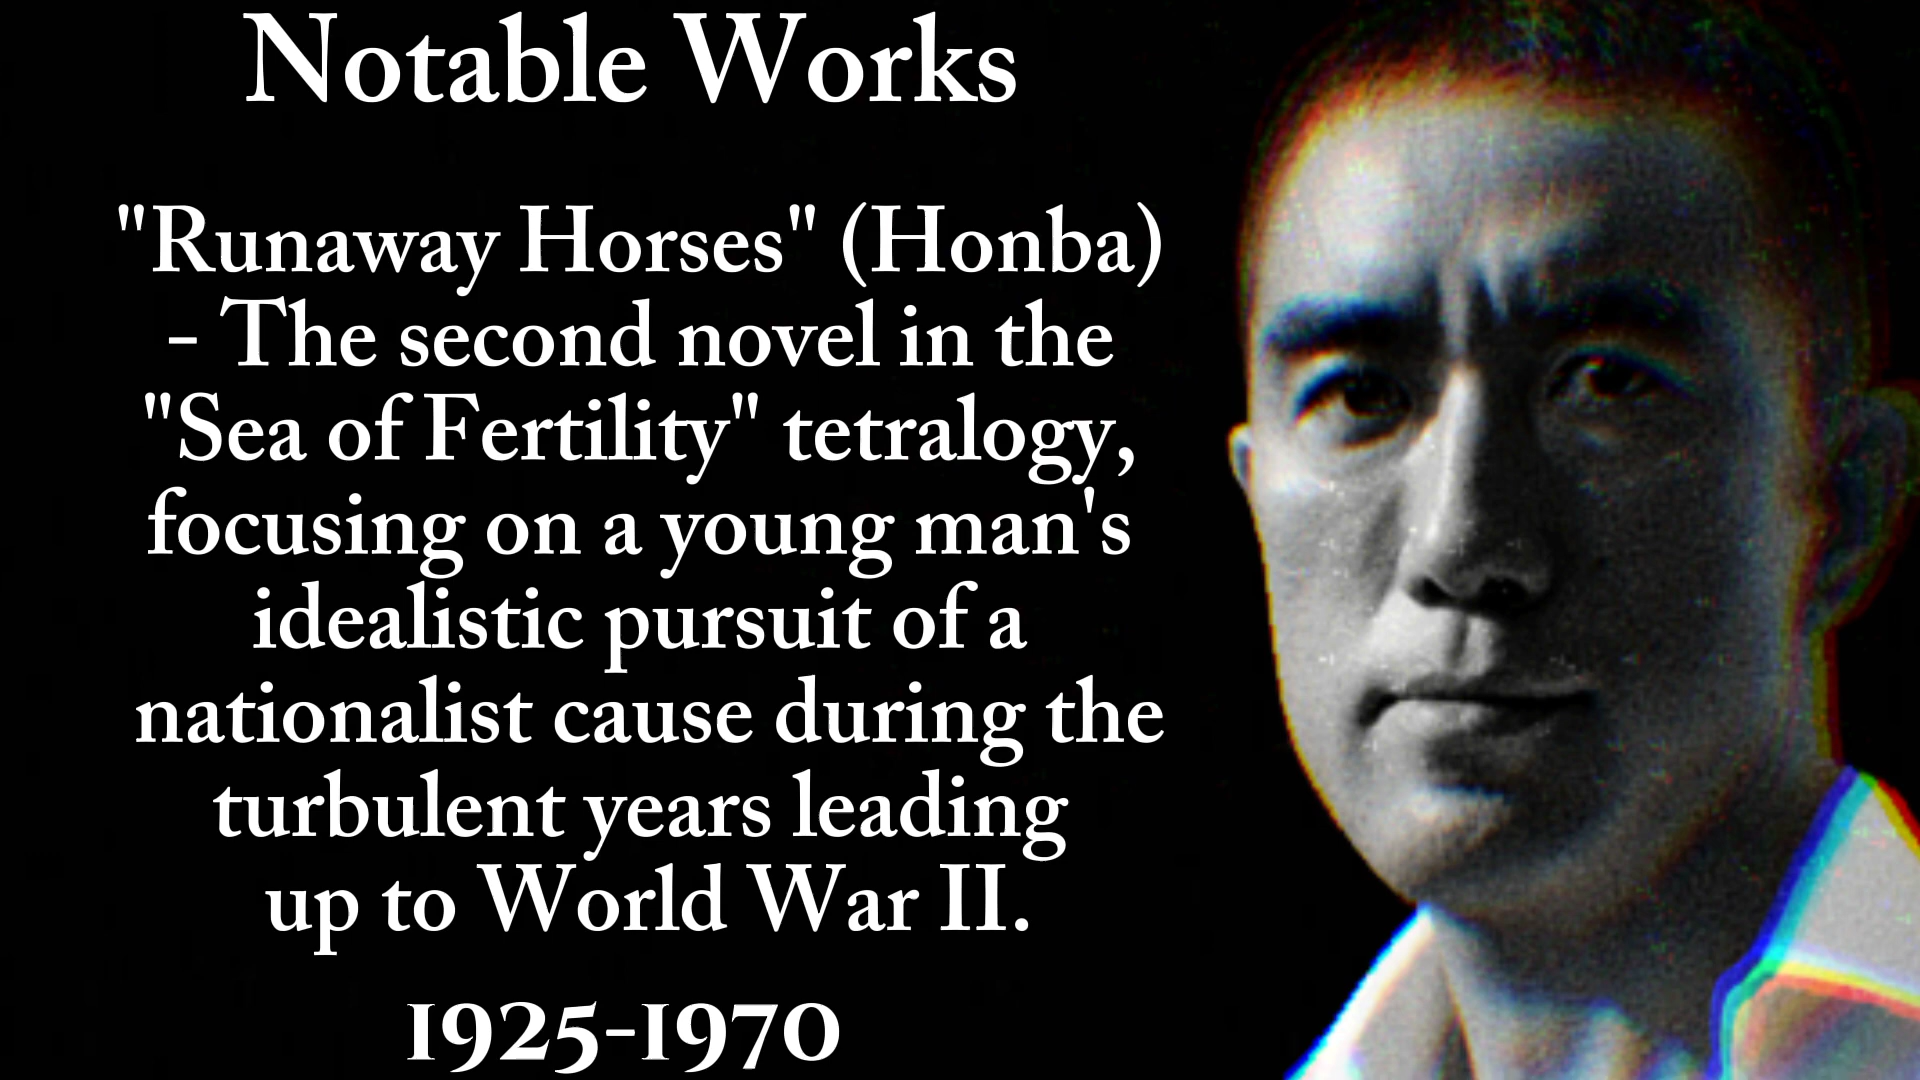 Notable Works
"Runaway Horses" (Honba)
- The second novel in the
"Sea of Fertility" tetralogy,
focusing on a young man's
idealistic pursuit of a
nationalist cause during the
turbulent years leading
up to World War II.
1925-1970